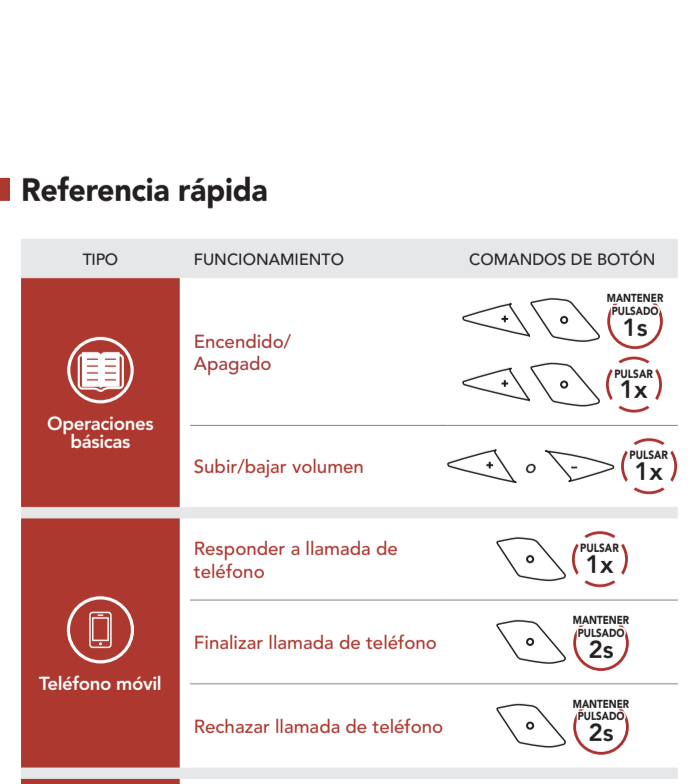 Referencia rápida
TIPO FUNCIONAMIENTO COMANDOS DE BOTÓN
Operaciones
básicas
Encendido/
Apagado
+
MANTENER
PULSADO
1s
+
PULSAR
1x
Subir/bajar volumen
+ o -
PULSAR
1x
Teléfono móvil
Responder a llamada de
teléfono
PULSAR
1x
Finalizar llamada de teléfono
MANTENER
PULSADO
2s
Rechazar llamada de teléfono
MANTENER
PULSADO
2s